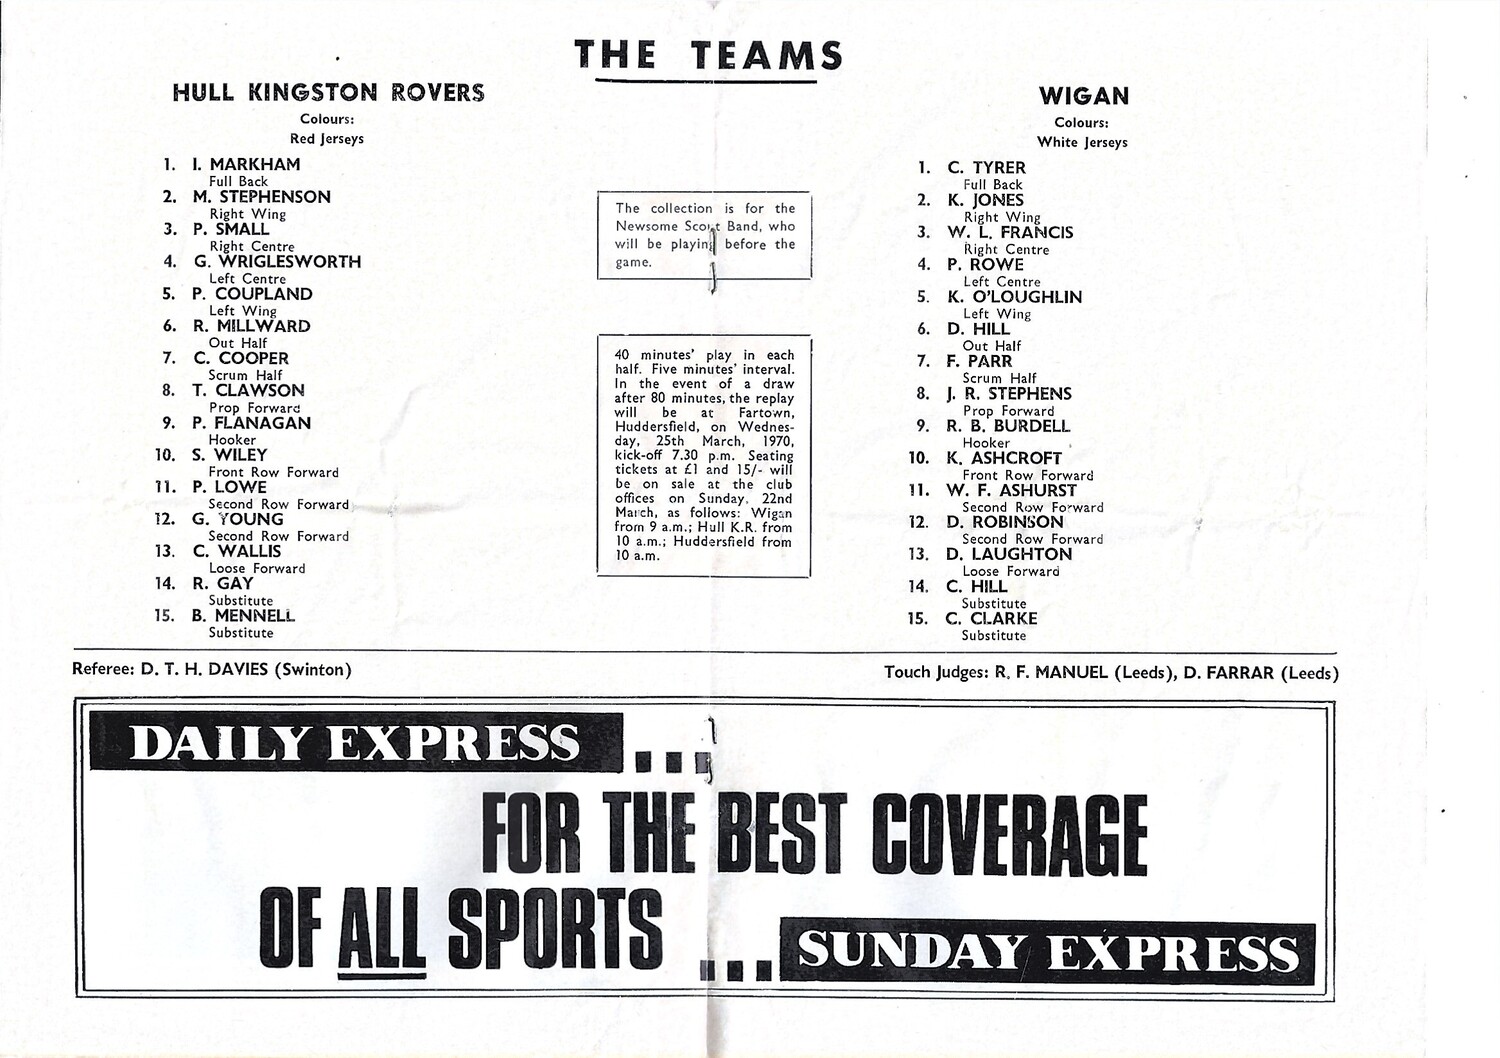 THE TEAMS
HULL KINGSTON ROVERS
Colours:
Red Jerseys
1. I. MARKHAM
Full Back
2. M. STEPHENSON
Right Wing
3. P. SMALL
Right Centre
4. G. WRIGLESWORTH
Left Centre
5. P. COUPLAND
Left Wing
6. R. MILLWARD
Out Half
7. C. COOPER
Scrum Half
8. T. CLAWSON
Prop Forward
9. P. FLANAGAN
Hooker
10. S. WILEY
Front Row Forward
11. P. LOWE
Second Row Forward
12. G. YOUNG
Second Row Forward
13. C. WALLIS
Loose Forward
14. R. GAY
Substitute
15. B. MENNELL
Substitute
The collection is for the
Newsome Scout Band, who
will be playing before the
game.
40 minutes' play in each
half. Five minutes' interval.
In the event of a draw
after 80 minutes, the replay
will be at Fartown,
Huddersfield, on Wednes-
day, 25th March, 1970,
kick-off 7.30 p.m. Seating
tickets at £1 and 15/- will
be on sale at the club
offices on Sunday, 22nd
March, as follows: Wigan
from 9 a.m.; Hull K.R. from
10 a.m.; Huddersfield from
10 a.m.
WIGAN
Colours:
White Jerseys
1. C. TYRER
Full Back
2. K. JONES
Right Wing
3. W. L. FRANCIS
Right Centre
4. P. ROWE
Left Centre
5. K. O'LOUGHLIN
Left Wing
6. D. HILL
Out Half
7. F. PARR
Scrum Half
8. J. R. STEPHENS
Prop Forward
9. R. B. BURDELL
Hooker
10. K. ASHCROFT
Front Row Forward
11. W. F. ASHURST
Second Row Forward
12. D. ROBINSON
Second Row Forward
13. D. LAUGHTON
Loose Forward
14. C. HILL
Substitute
15. C. CLARKE
Substitute
Referee: D. T. H. DAVIES (Swinton)
Touch Judges: R. F. MANUEL (Leeds), D. FARRAR (Leeds)
DAILY EXPRESS ...
FOR THE BEST COVERAGE
OF ALL SPORTS
... SUNDAY EXPRESS